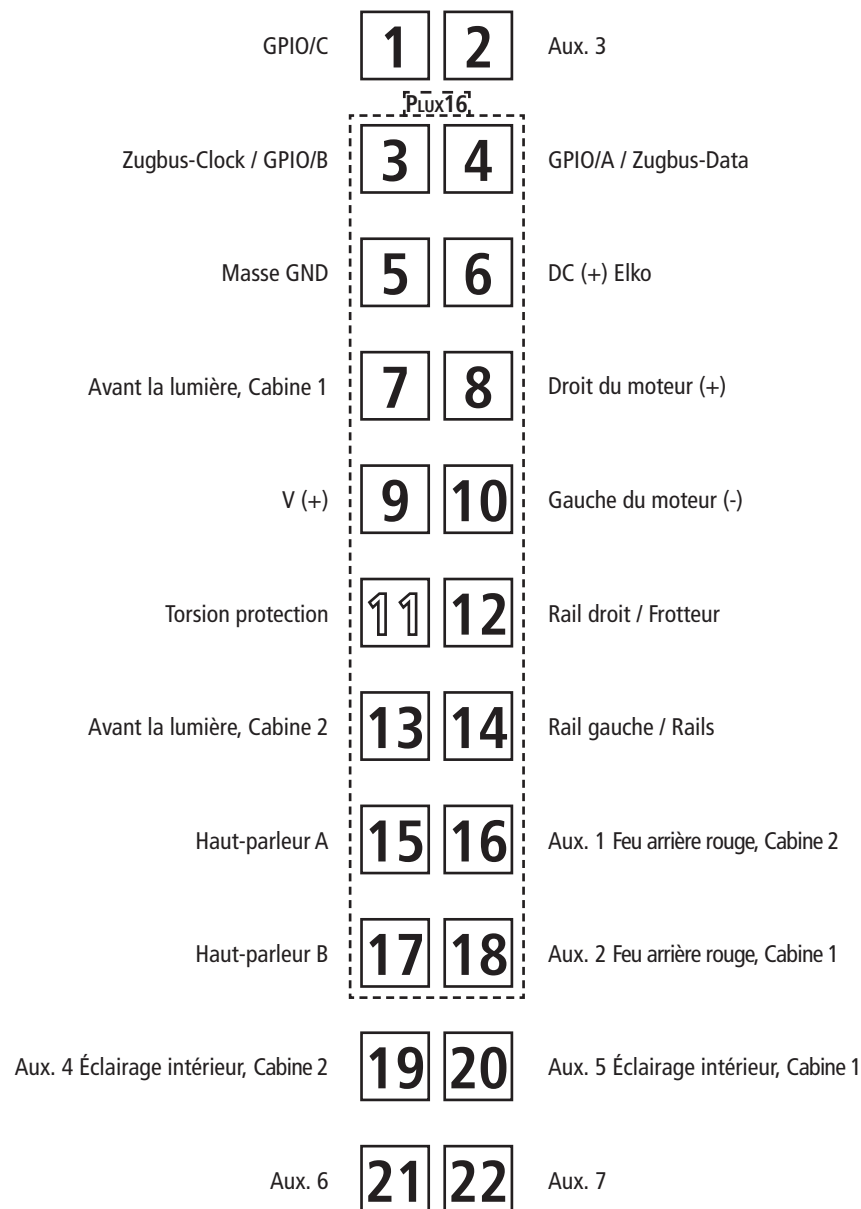 GPIO/C 1 2 Aux. 3
PLUX16
Zugbus-Clock / GPIO/B 3 4 GPIO/A / Zugbus-Data
Masse GND 5 6 DC (+) Elko
Avant la lumière, Cabine 1 7 8 Droit du moteur (+)
V (+) 9 10 Gauche du moteur (-)
Torsion protection 11 12 Rail droit / Frotteur
Avant la lumière, Cabine 2 13 14 Rail gauche / Rails
Haut-parleur A 15 16 Aux. 1 Feu arrière rouge, Cabine 2
Haut-parleur B 17 18 Aux. 2 Feu arrière rouge, Cabine 1
Aux. 4 Éclairage intérieur, Cabine 2 19 20 Aux. 5 Éclairage intérieur, Cabine 1
Aux. 6 21 22 Aux. 7